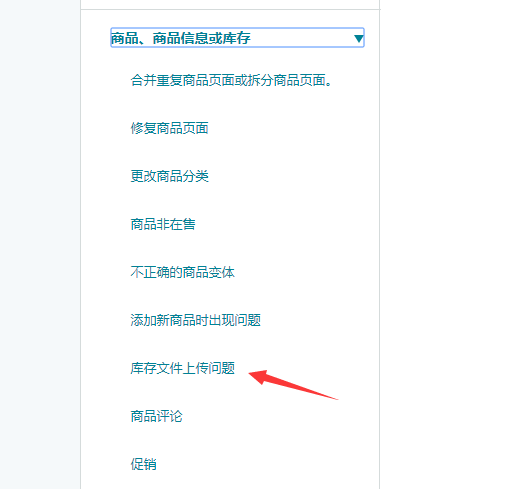 商品、商品信息或库存
合并重复商品页面或拆分商品页面。
修复商品页面
更改商品分类
商品非在售
不正确的商品变体
添加新商品时出现问题
库存文件上传问题
商品评论
促销